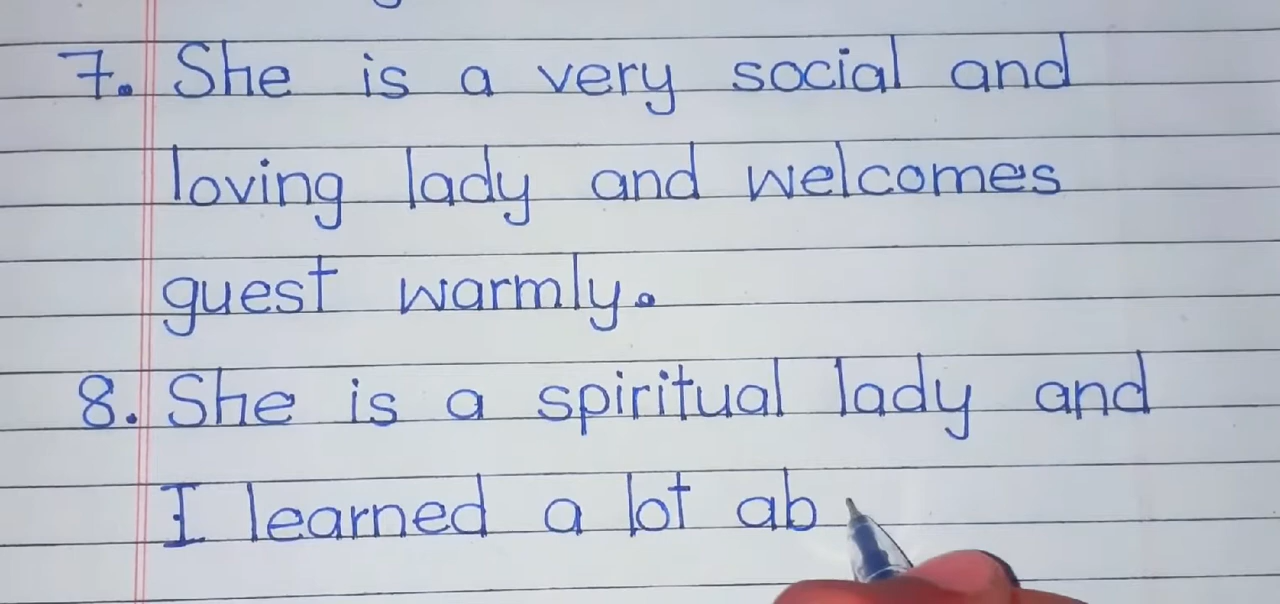 7. She is a very social and
loving lady and welcomes
guest warmly.
8. She is a spiritual lady and
I learned a lot ab